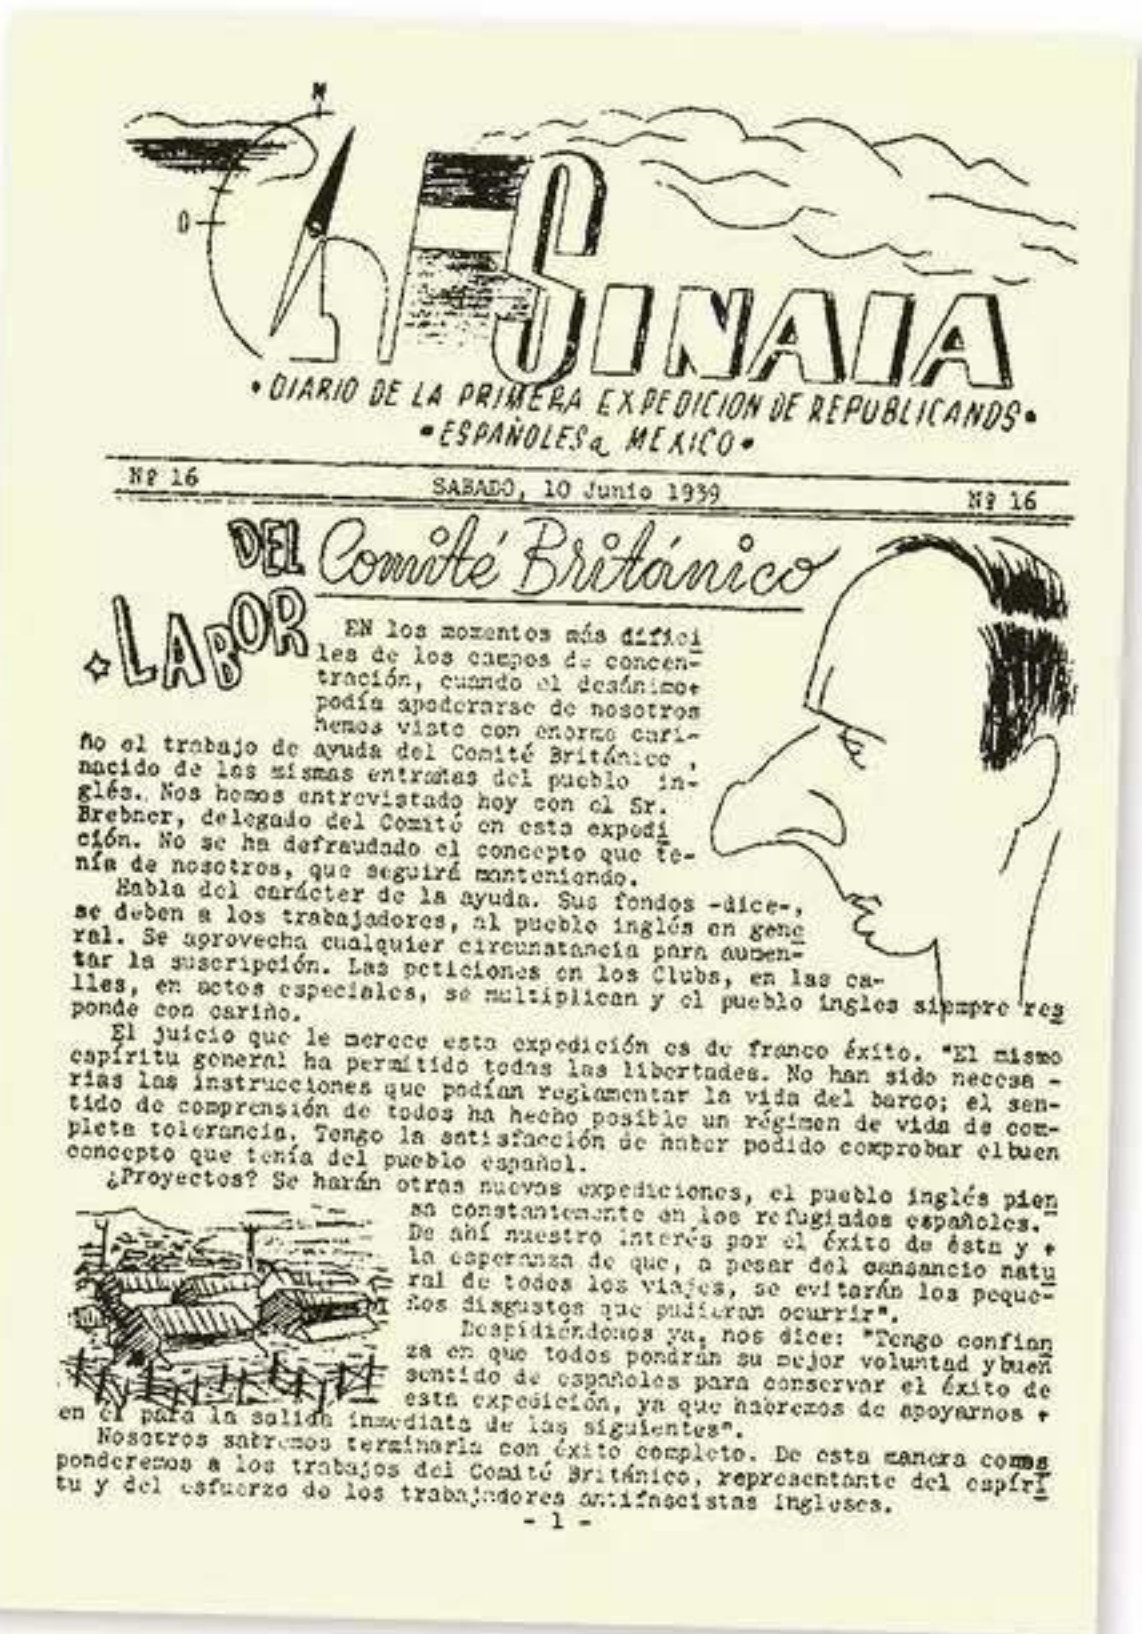 N
O
SINAIA
• DIARIO DE LA PRIMERA EXPEDICION DE REPUBLICANOS •
• ESPAÑOLES a MEXICO •
Nº 16 SABADO, 10 Junio 1939 Nº 16
LABOR DEL Comité Británico
EN los momentos más difíci
les de los campos de concen-
tración, cuando el desánimo+
podía apoderarse de nosotros
hemos visto con enorme cari-
ño el trabajo de ayuda del Comité Británico ,
nacido de las mismas entrañas del pueblo in-
glés. Nos hemos entrevistado hoy con el Sr.
Brebner, delegado del Comité en esta expedi
ción. No se ha defraudado el concepto que te-
nía de nosotros, que seguirá manteniendo.
Habla del carácter de la ayuda. Sus fondos -dice-,
se deben a los trabajadores, al pueblo inglés en gene
ral. Se aprovecha cualquier circunstancia para aumen-
tar la suscripción. Las peticiones en los Clubs, en las ca-
lles, en actos especiales, se multiplican y el pueblo ingles siempre res
ponde con cariño.
El juicio que le merece esta expedición es de franco éxito. "El mismo
espíritu general ha permitido todas las libertades. No han sido necesa -
rias las instrucciones que podían reglamentar la vida del barco; el sen-
tido de comprensión de todos ha hecho posible un régimen de vida de com-
pleta tolerancia. Tengo la satisfacción de haber podido comprobar elbuen
concepto que tenía del pueblo español.
¿Proyectos? Se harán otras nuevas expediciones, el pueblo inglés pien
sa constantemente en los refugiados españoles."
De ahí nuestro interés por el éxito de ésta y +
la esperanza de que, a pesar del cansancio natu
ral de todos los viajes, se evitarán los peque-
ños disgustos que pudieran ocurrir".
Despidiéndonos ya, nos dice: "Tengo confian
za en que todos pondrán su mejor voluntad ybuen
sentido de españoles para conservar el éxito de
esta expedición, ya que habremos de apoyarnos +
en él para la salida inmediata de las siguientes".
Nosotros sabremos terminarla con éxito completo. De esta manera corres
ponderemos a los trabajos del Comité Británico, representante del espíri
tu y del esfuerzo de los trabajadores antifascistas ingleses.
- 1 -